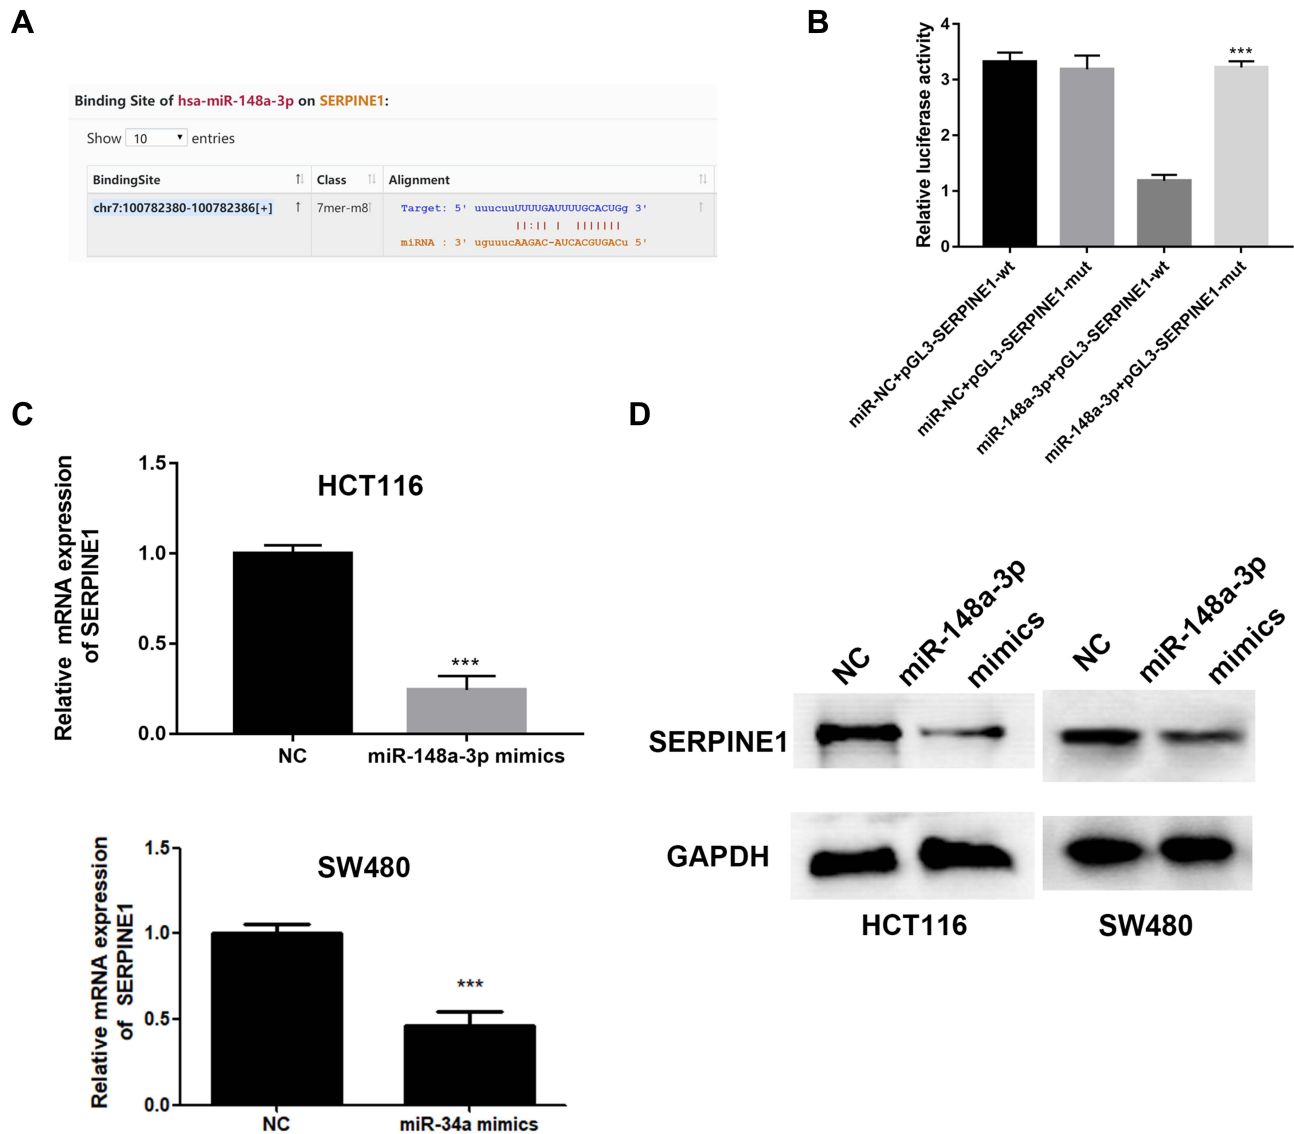 A
Binding Site of hsa-miR-148a-3p on SERPINE1:
Show 10 entries
BindingSite Class Alignment
chr7:100782380-100782386[+] 7mer-m8
Target: 5' uuucuuUUUUGAUUUUGCACUGg 3'
||:|| | |||||||
miRNA : 3' uguuucAAGAC-AUCACGUGACu 5'
B
Relative luciferase activity
4
3
2
1
0
***
miR-NC+pGL3-SERPINE1-wt
miR-NC+pGL3-SERPINE1-mut
miR-148a-3p+pGL3-SERPINE1-wt
miR-148a-3p+pGL3-SERPINE1-mut
C
Relative mRNA expression
of SERPINE1
HCT116
1.5
1.0
0.5
0.0
***
NC miR-148a-3p mimics
Relative mRNA expression
of SERPINE1
SW480
1.5
1.0
0.5
0.0
***
NC miR-34a mimics
D
NC
miR-148a-3p
mimics
NC
miR-148a-3p
mimics
SERPINE1
GAPDH
HCT116 SW480